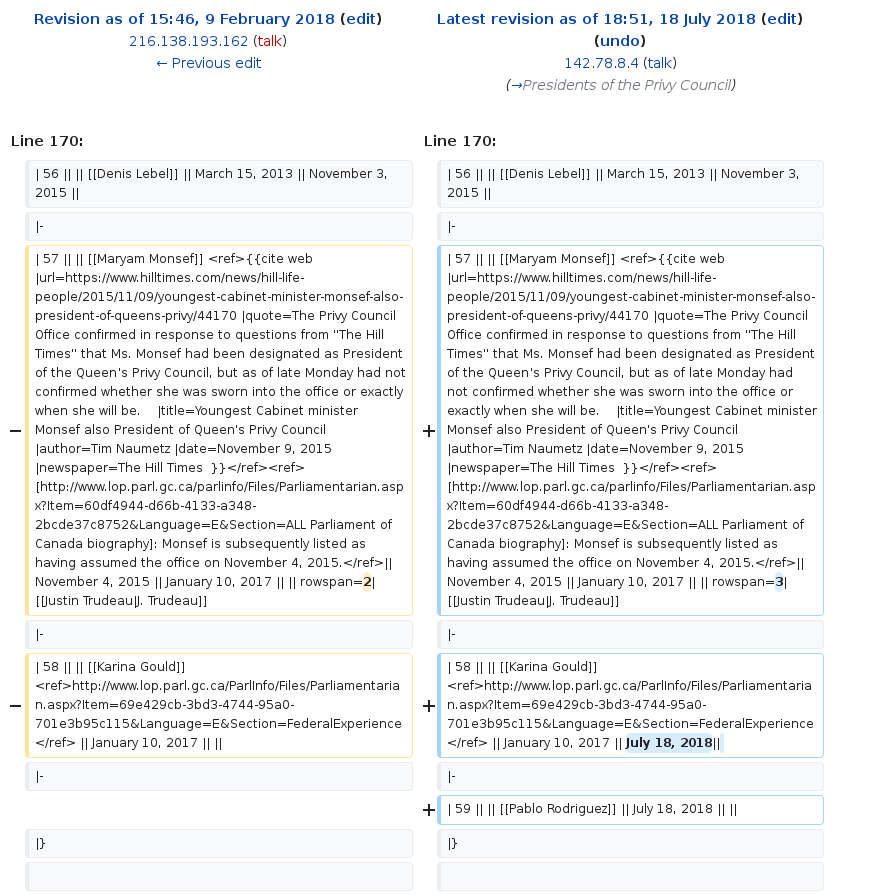 Revision as of 15:46, 9 February 2018 (edit)
216.138.193.162 (talk)
← Previous edit
Latest revision as of 18:51, 18 July 2018 (edit)
(undo)
142.78.8.4 (talk)
(→Presidents of the Privy Council)
Line 170:
Line 170:
| 56 || || [[Denis Lebel]] || March 15, 2013 || November 3,
2015 ||
| 56 || || [[Denis Lebel]] || March 15, 2013 || November 3,
2015 ||
|-
|-
−
| 57 || || [[Maryam Monsef]] <ref>{{cite web
|url=https://www.hilltimes.com/news/hill-life-
people/2015/11/09/youngest-cabinet-minister-monsef-also-
president-of-queens-privy/44170 |quote=The Privy Council
Office confirmed in response to questions from ''The Hill
Times'' that Ms. Monsef had been designated as President
of the Queen's Privy Council, but as of late Monday had not
confirmed whether she was sworn into the office or exactly
when she will be.    |title=Youngest Cabinet minister
Monsef also President of Queen's Privy Council
|author=Tim Naumetz |date=November 9, 2015
|newspaper=The Hill Times  }}</ref><ref>
[http://www.lop.parl.gc.ca/parlinfo/Files/Parliamentarian.asp
x?Item=60df4944-d66b-4133-a348-
2bcde37c8752&Language=E&Section=ALL Parliament of
Canada biography]: Monsef is subsequently listed as
having assumed the office on November 4, 2015.</ref>||
November 4, 2015 || January 10, 2017 || || rowspan=2|
[[Justin Trudeau|J. Trudeau]]
+
| 57 || || [[Maryam Monsef]] <ref>{{cite web
|url=https://www.hilltimes.com/news/hill-life-
people/2015/11/09/youngest-cabinet-minister-monsef-also-
president-of-queens-privy/44170 |quote=The Privy Council
Office confirmed in response to questions from ''The Hill
Times'' that Ms. Monsef had been designated as President
of the Queen's Privy Council, but as of late Monday had
not confirmed whether she was sworn into the office or
exactly when she will be.    |title=Youngest Cabinet minister
Monsef also President of Queen's Privy Council
|author=Tim Naumetz |date=November 9, 2015
|newspaper=The Hill Times  }}</ref><ref>
[http://www.lop.parl.gc.ca/parlinfo/Files/Parliamentarian.asp
x?Item=60df4944-d66b-4133-a348-
2bcde37c8752&Language=E&Section=ALL Parliament of
Canada biography]: Monsef is subsequently listed as
having assumed the office on November 4, 2015.</ref>||
November 4, 2015 || January 10, 2017 || || rowspan=3|
[[Justin Trudeau|J. Trudeau]]
|-
|-
−
| 58 || || [[Karina Gould]]
<ref>http://www.lop.parl.gc.ca/ParlInfo/Files/Parliamentaria
n.aspx?Item=69e429cb-3bd3-4744-95a0-
701e3b95c115&Language=E&Section=FederalExperience
</ref> || January 10, 2017 || ||
+
| 58 || || [[Karina Gould]]
<ref>http://www.lop.parl.gc.ca/ParlInfo/Files/Parliamentaria
n.aspx?Item=69e429cb-3bd3-4744-95a0-
701e3b95c115&Language=E&Section=FederalExperience
</ref> || January 10, 2017 || July 18, 2018||
|-
|-
+
| 59 || || [[Pablo Rodriguez]] || July 18, 2018 || ||
|}
|}